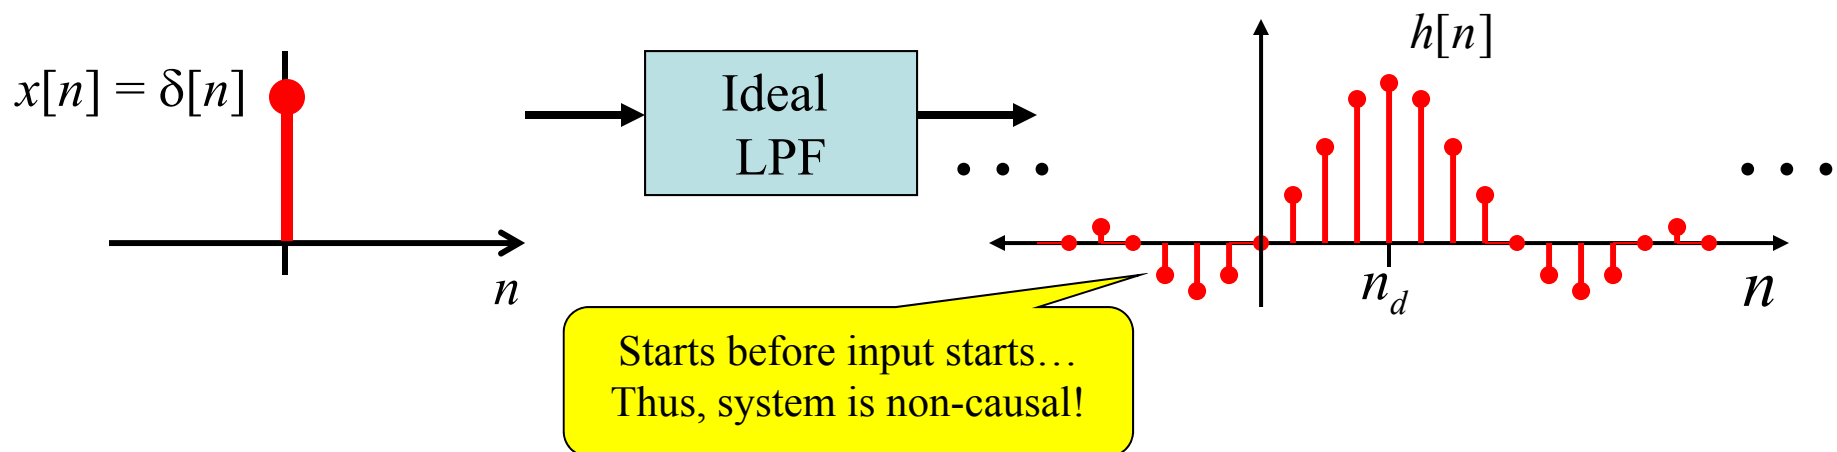 x[n] = δ[n]
n
Ideal
LPF
• • •
h[n]
• • •
n_d
n
Starts before input starts…
Thus, system is non-causal!